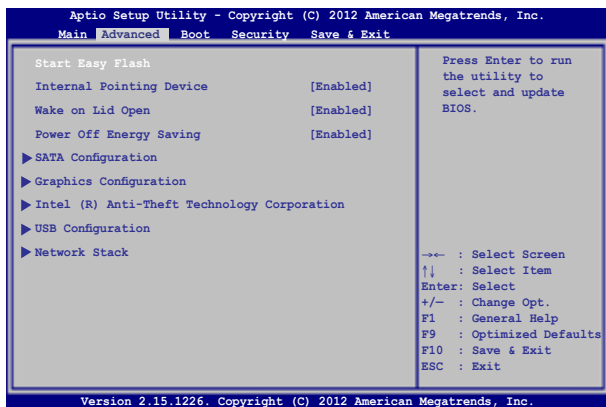 Aptio Setup Utility - Copyright (C) 2012 American Megatrends, Inc.
Main Advanced Boot Security Save & Exit
Start Easy Flash
Internal Pointing Device [Enabled]
Wake on Lid Open [Enabled]
Power Off Energy Saving [Enabled]
SATA Configuration
Graphics Configuration
Intel (R) Anti-Theft Technology Corporation
USB Configuration
Network Stack
Press Enter to run
the utility to
select and update
BIOS.
→← : Select Screen
↑↓ : Select Item
Enter: Select
+/— : Change Opt.
F1 : General Help
F9 : Optimized Defaults
F10 : Save & Exit
ESC : Exit
Version 2.15.1226. Copyright (C) 2012 American Megatrends, Inc.